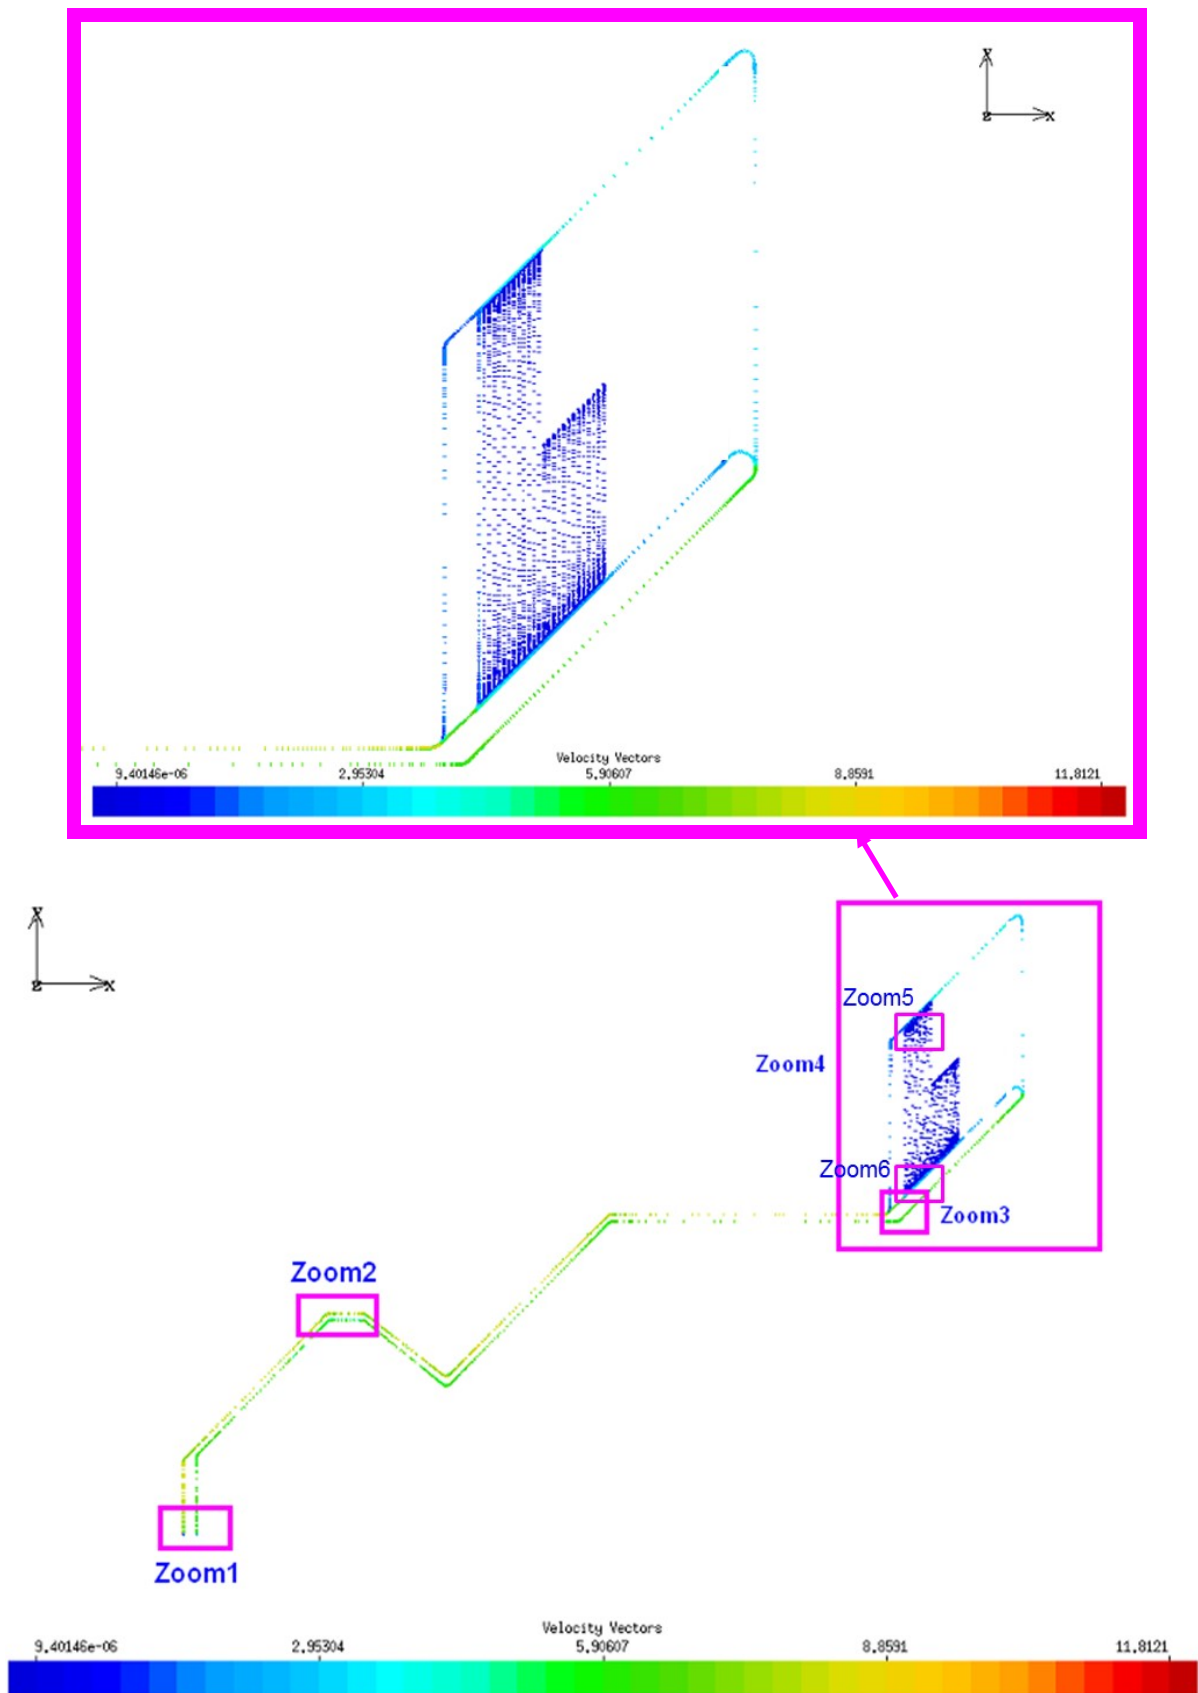 Y
Z X
Velocity Vectors
9.40146e-06 2.95304 5.90607 8.8591 11.8121
Y
Z X
Zoom5
Zoom4
Zoom6
Zoom3
Zoom2
Zoom1
Velocity Vectors
9.40146e-06 2.95304 5.90607 8.8591 11.8121